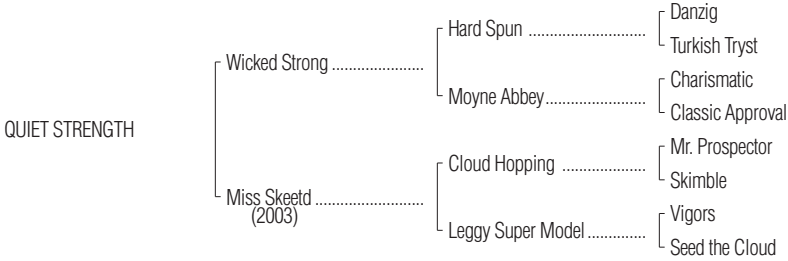 Danzig
Hard Spun ............................
Turkish Tryst
Wicked Strong ......................
Charismatic
Moyne Abbey........................
Classic Approval
QUIET STRENGTH
Mr. Prospector
Cloud Hopping ....................
Skimble
Miss Skeetd ..........................
(2003)
Vigors
Leggy Super Model..............
Seed the Cloud